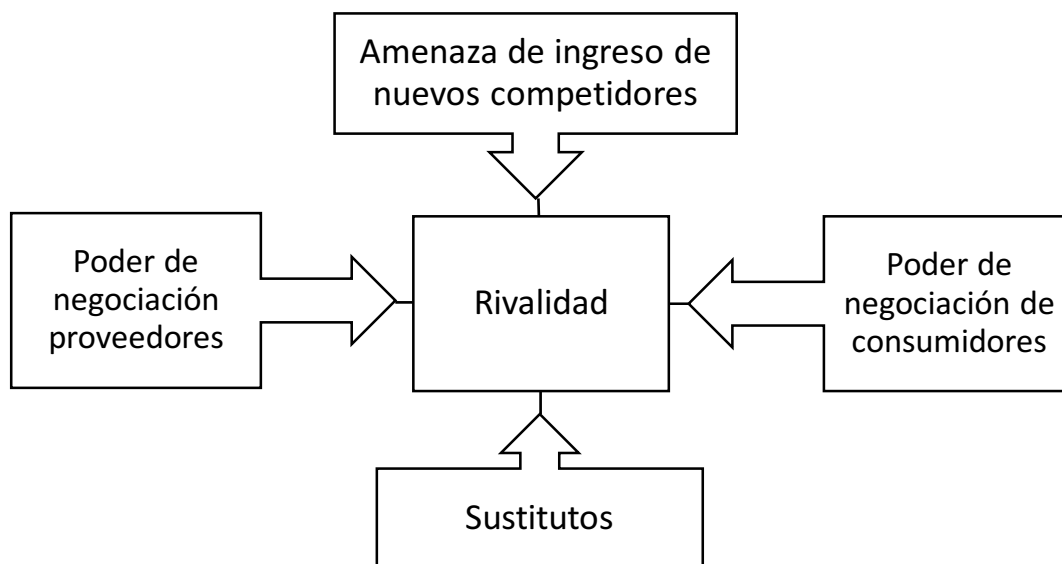 Amenaza de ingreso de
nuevos competidores
Poder de
negociación
proveedores
Rivalidad
Poder de
negociación de
consumidores
Sustitutos